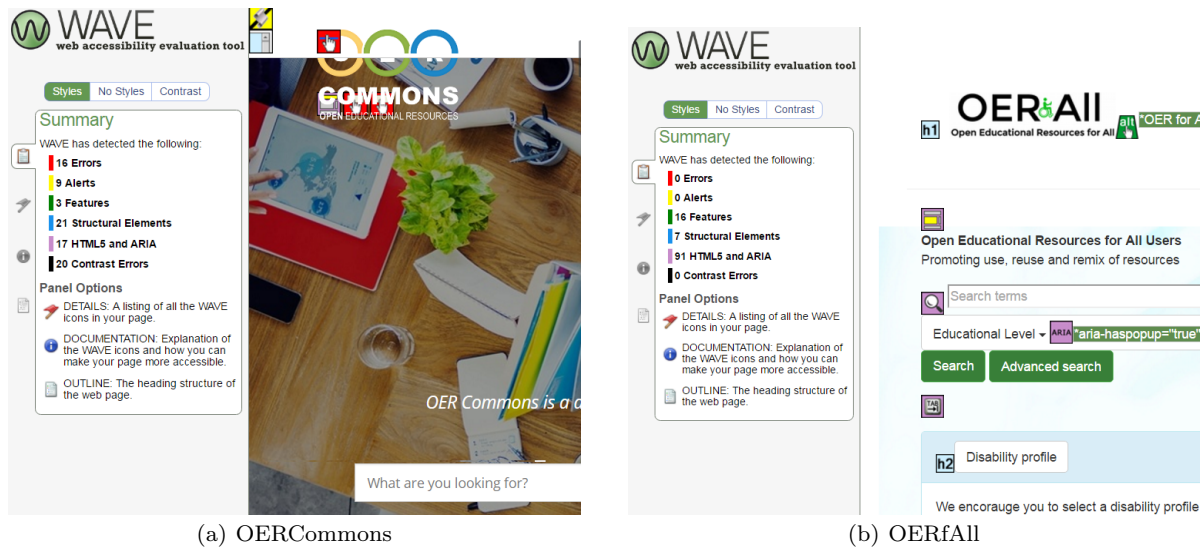 WAVE
web accessibility evaluation tool
Styles
No Styles
Contrast
Summary
WAVE has detected the following:
16 Errors
9 Alerts
3 Features
21 Structural Elements
17 HTML5 and ARIA
20 Contrast Errors
Panel Options
DETAILS: A listing of all the WAVE
icons in your page.
DOCUMENTATION: Explanation of
the WAVE icons and how you can
make your page more accessible.
OUTLINE: The heading structure of
the web page.
COMMONS
OPEN EDUCATIONAL RESOURCES
OER Commons is a d
What are you looking for?
(a) OERCommons
WAVE
web accessibility evaluation tool
Styles
No Styles
Contrast
Summary
WAVE has detected the following:
0 Errors
0 Alerts
16 Features
7 Structural Elements
91 HTML5 and ARIA
0 Contrast Errors
Panel Options
DETAILS: A listing of all the WAVE
icons in your page.
DOCUMENTATION: Explanation of
the WAVE icons and how you can
make your page more accessible.
OUTLINE: The heading structure of
the web page.
h1
OER All
Open Educational Resources for All
alt
*OER for A
Open Educational Resources for All Users
Promoting use, reuse and remix of resources
Search terms
Educational Level
ARIA
*aria-haspopup="true"
Search
Advanced search
TAB
h2
Disability profile
We encorauge you to select a disability profile
(b) OERfAll